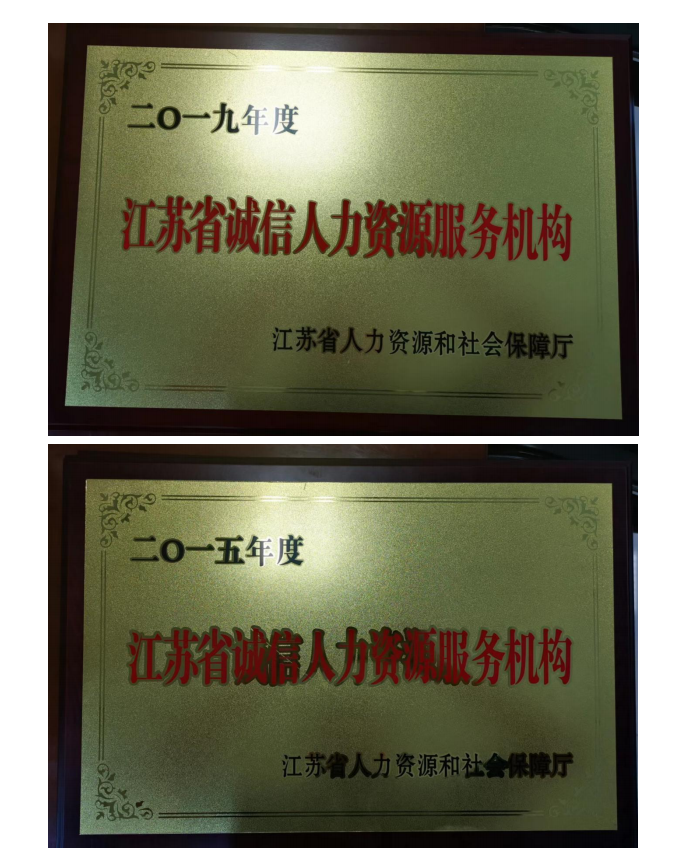 二〇一九年度
江苏省诚信人力资源服务机构
江苏省人力资源和社会保障厅
二〇一五年度
江苏省诚信人力资源服务机构
江苏省人力资源和社会保障厅